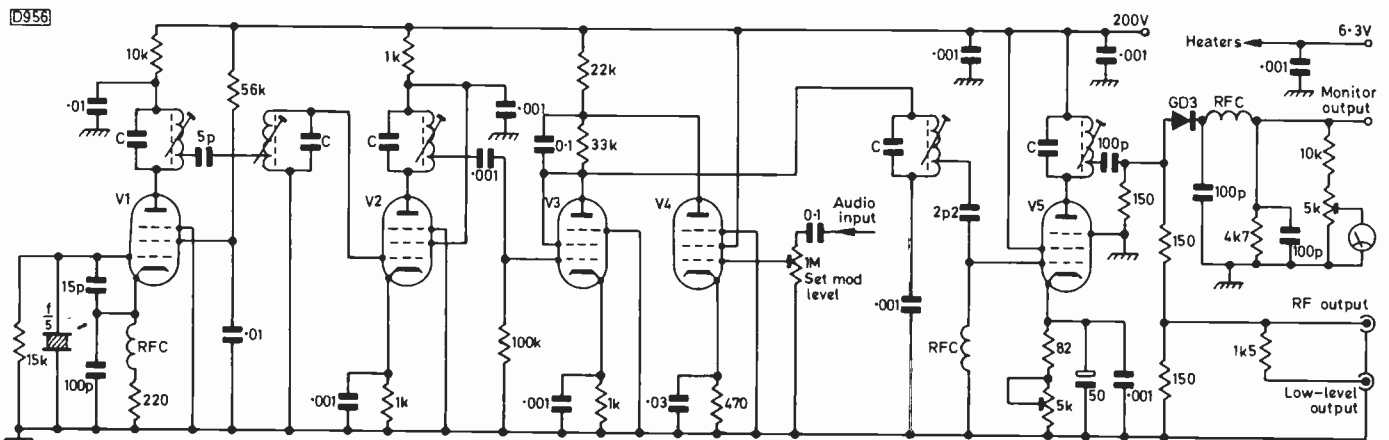 D956
10k
·01
C
5p
V1
15k
f/5
15p
100p
RFC
220
56k
·01
C
1k
C
·001
·001
V2
·001
1k
100k
22k
0·1
33k
V3
·001
1k
V4
·03
470
Audio
input
0·1
1M
Set mod
level
C
·001
2p2
RFC
200V
·001
·001
C
100p
V5
150
82
5k
50
·001
Heaters
6·3V
·001
GD3
RFC
Monitor
output
100p
4k7
100p
10k
5k
150
150
RF output
1k5
Low-level
output